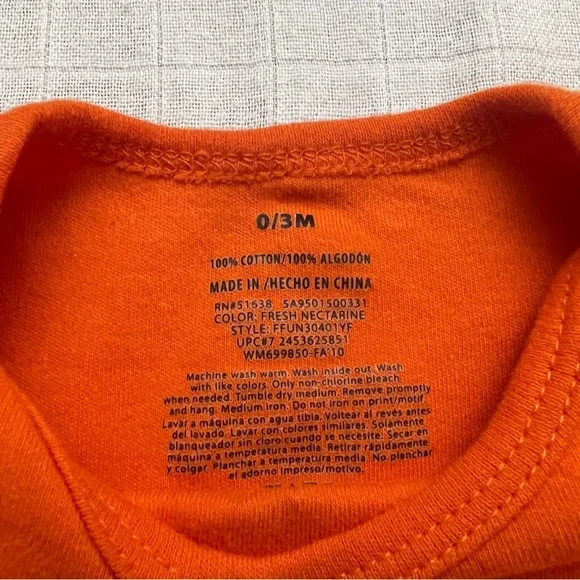 0/3M
100% COTTON/100% ALGODÓN
MADE IN /HECHO EN CHINA
RN#51638 SA9501500331
COLOR: FRESH NECTARINE
STYLE: FFUN30401YF
UPC#7 2453625851
WM699850-FA'10
Machine wash warm. Wash inside out. Wash
with like colors. Only non-chlorine bleach
when needed. Tumble dry medium. Remove promptly
and hang. Medium iron. Do not iron on print/motif.
Lavar a máquina con agua tibia. Voltear al revés antes
del lavado. Lavar con colores similares. Solamente
blanqueador sin cloro cuando se necesite. Secar en
máquina a temperatura media. Retirar rápidamente
y colgar. Planchar a temperatura media. No planchar
el adorno impreso/motivo.